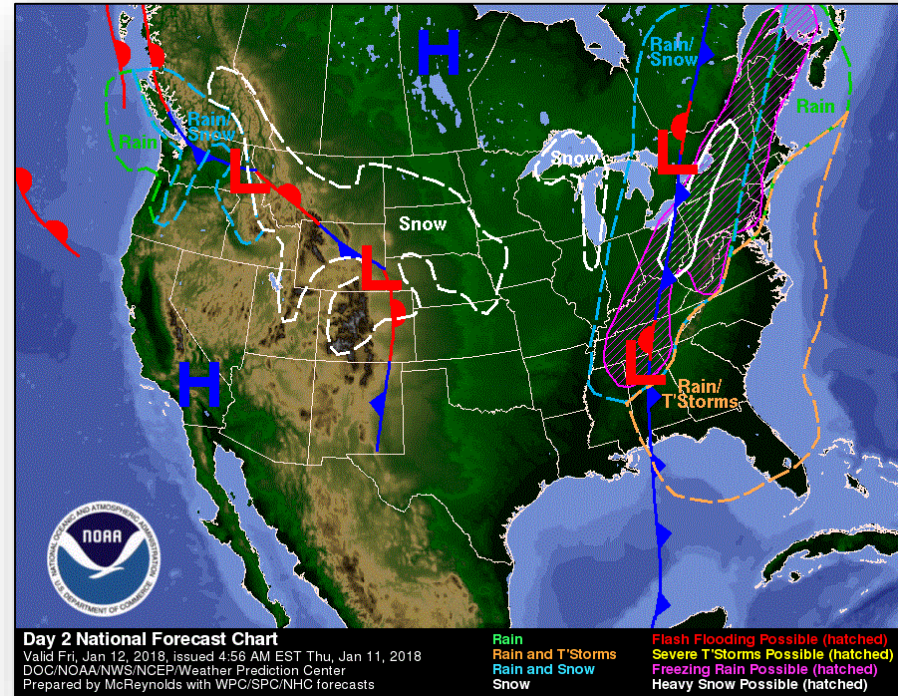 H
Rain/
Snow
Rain
Rain/
Snow
Rain
L
Snow
L
Snow
L
H
L
Rain/
T'Storms
NATIONAL OCEANIC AND ATMOSPHERIC ADMINISTRATION
NOAA
U.S. DEPARTMENT OF COMMERCE
Day 2 National Forecast Chart
Valid Fri, Jan 12, 2018, issued 4:56 AM EST Thu, Jan 11, 2018
DOC/NOAA/NWS/NCEP/Weather Prediction Center
Prepared by McReynolds with WPC/SPC/NHC forecasts
Rain
Rain and T'Storms
Rain and Snow
Snow
Flash Flooding Possible (hatched)
Severe T'Storms Possible (hatched)
Freezing Rain Possible (hatched)
Heavy Snow Possible (hatched)